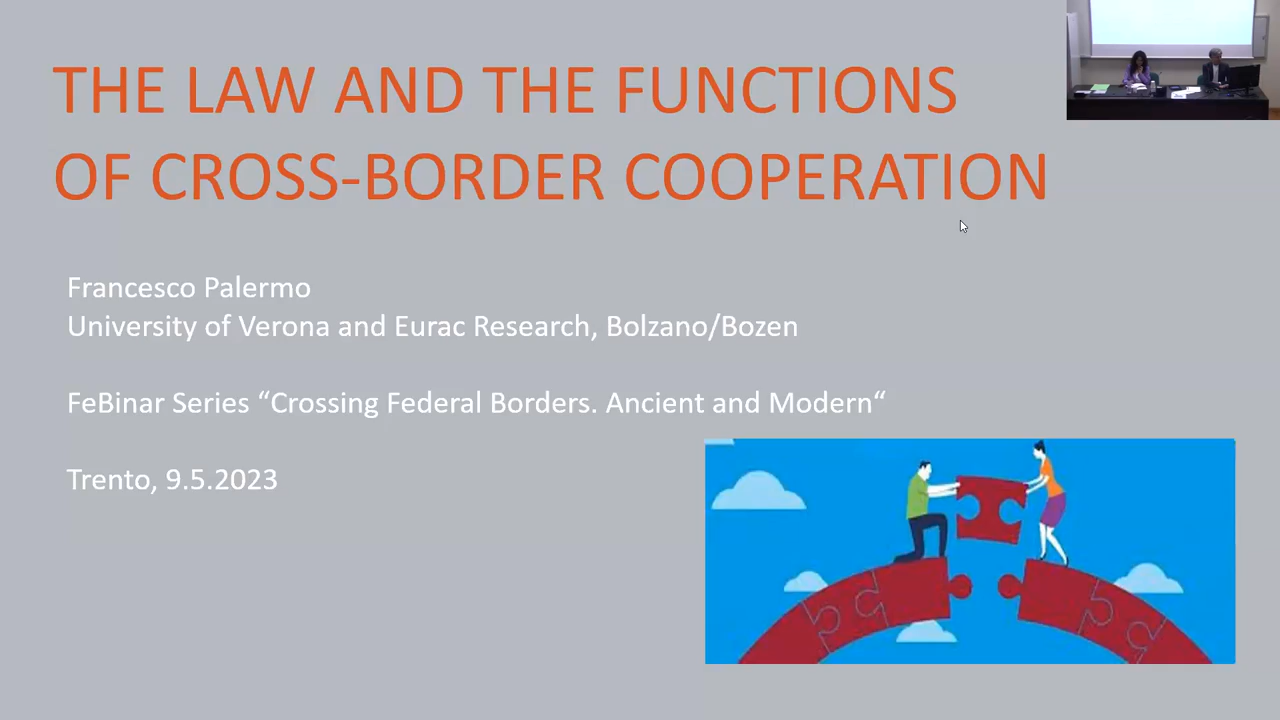 THE LAW AND THE FUNCTIONS
OF CROSS-BORDER COOPERATION
Francesco Palermo
University of Verona and Eurac Research, Bolzano/Bozen
FeBinar Series “Crossing Federal Borders. Ancient and Modern“
Trento, 9.5.2023